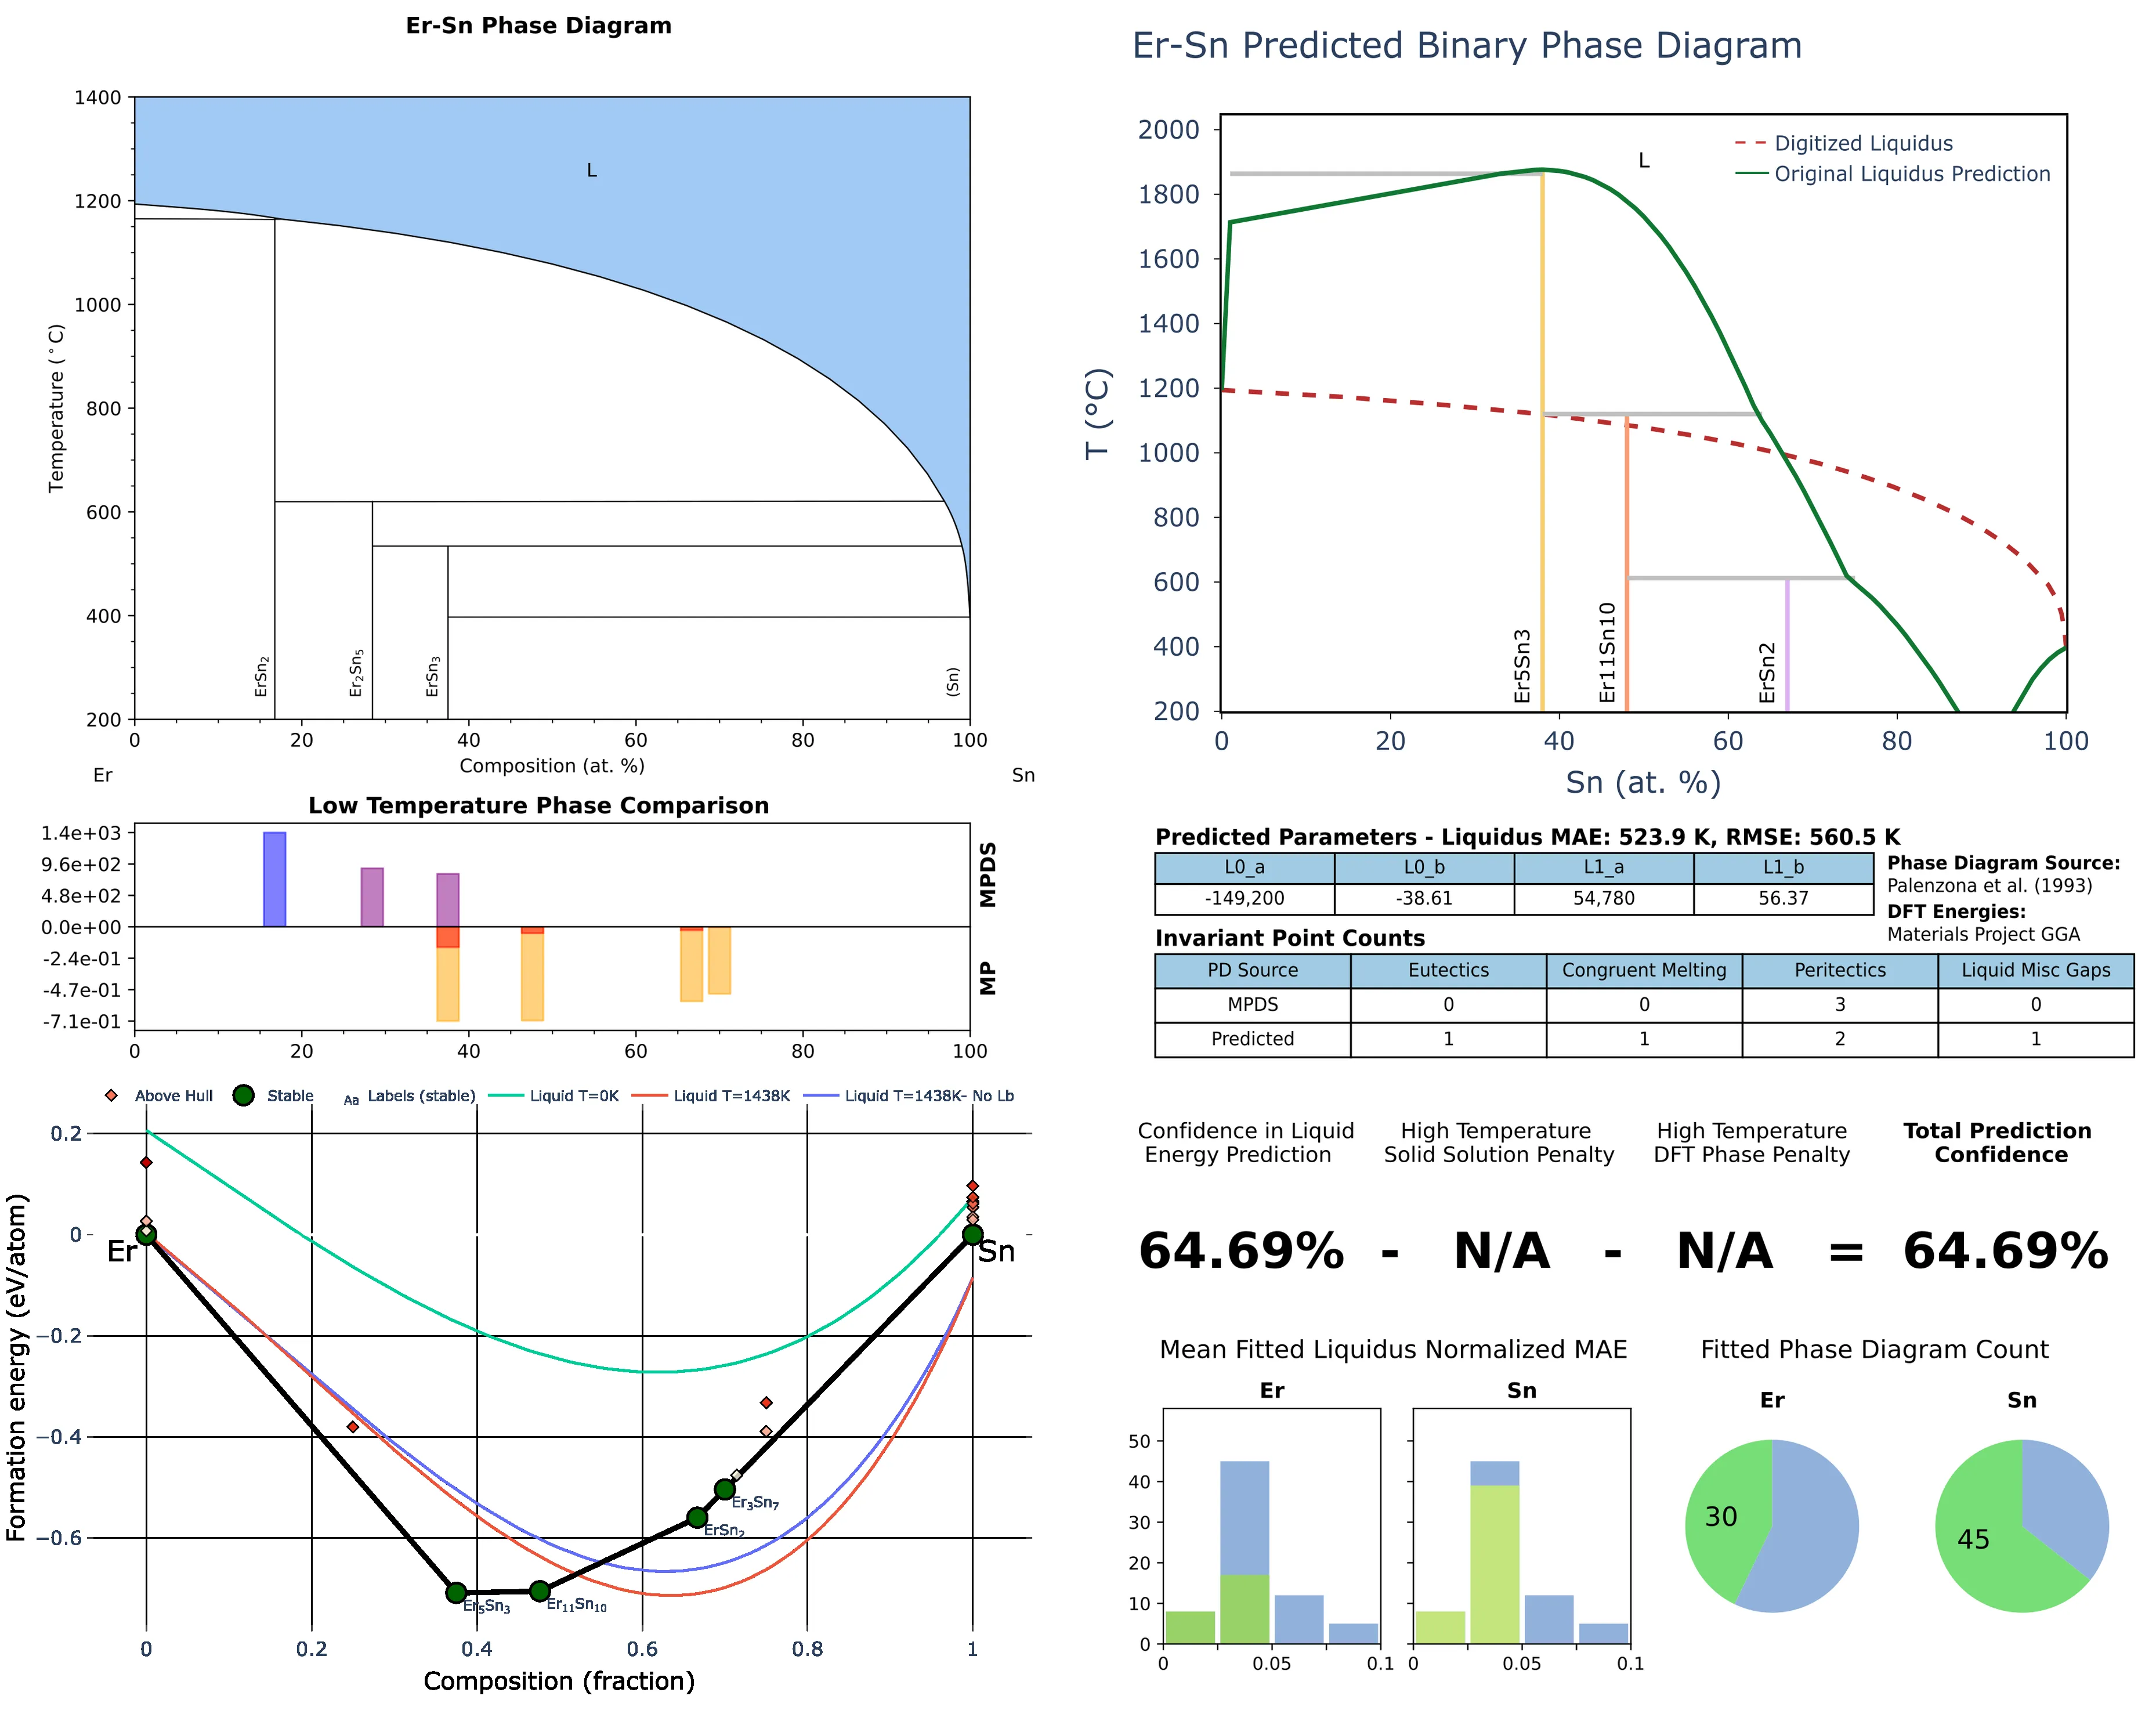 Er-Sn Phase Diagram
1400
1200
1000
800
600
400
200
Temperature (°C)
L
ErSn2
Er2Sn5
ErSn3
(Sn)
0 20 40 60 80 100
Composition (at. %)
Er Sn
Er-Sn Predicted Binary Phase Diagram
2000
1800
1600
1400
1200
1000
800
600
400
200
T (°C)
L
Digitized Liquidus
Original Liquidus Prediction
Er5Sn3
Er11Sn10
ErSn2
0 20 40 60 80 100
Sn (at. %)
Low Temperature Phase Comparison
1.4e+03
9.6e+02
4.8e+02
0.0e+00
-2.4e-01
-4.7e-01
-7.1e-01
MPDS
MP
0 20 40 60 80 100
Predicted Parameters - Liquidus MAE: 523.9 K, RMSE: 560.5 K
L0_a L0_b L1_a L1_b
-149,200 -38.61 54,780 56.37
Phase Diagram Source:
Palenzona et al. (1993)
DFT Energies:
Materials Project GGA
Invariant Point Counts
PD Source Eutectics Congruent Melting Peritectics Liquid Misc Gaps
MPDS 0 0 3 0
Predicted 1 1 2 1
Above Hull Stable Aa Labels (stable) Liquid T=0K Liquid T=1438K Liquid T=1438K- No Lb
0.2
0
−0.2
−0.4
−0.6
Formation energy (eV/atom)
Er
Sn
Er3Sn7
ErSn2
Er5Sn3
Er11Sn10
0 0.2 0.4 0.6 0.8 1
Composition (fraction)
Confidence in Liquid
Energy Prediction
High Temperature
Solid Solution Penalty
High Temperature
DFT Phase Penalty
Total Prediction
Confidence
64.69% - N/A - N/A = 64.69%
Mean Fitted Liquidus Normalized MAE
Er Sn
50
40
30
20
10
0
0 0.05 0.1
0 0.05 0.1
Fitted Phase Diagram Count
Er Sn
30
45